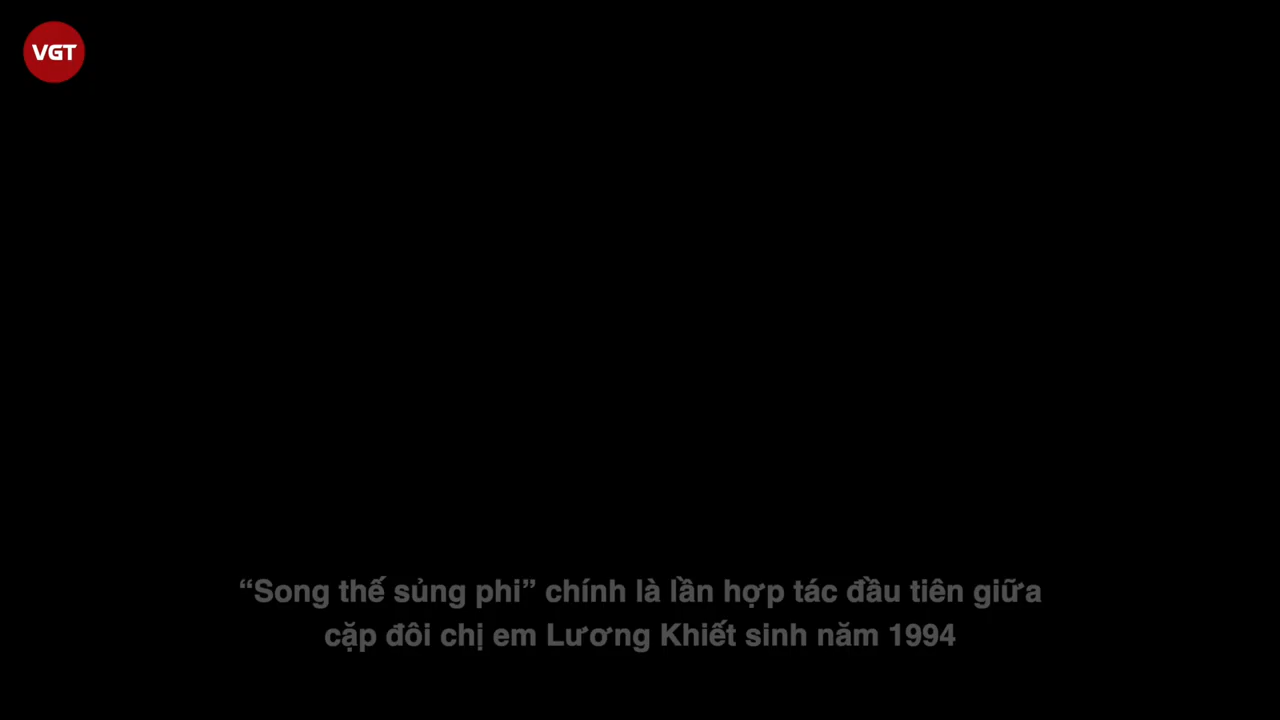 VGT
“Song thế sủng phi” chính là lần hợp tác đầu tiên giữa
cặp đôi chị em Lương Khiết sinh năm 1994